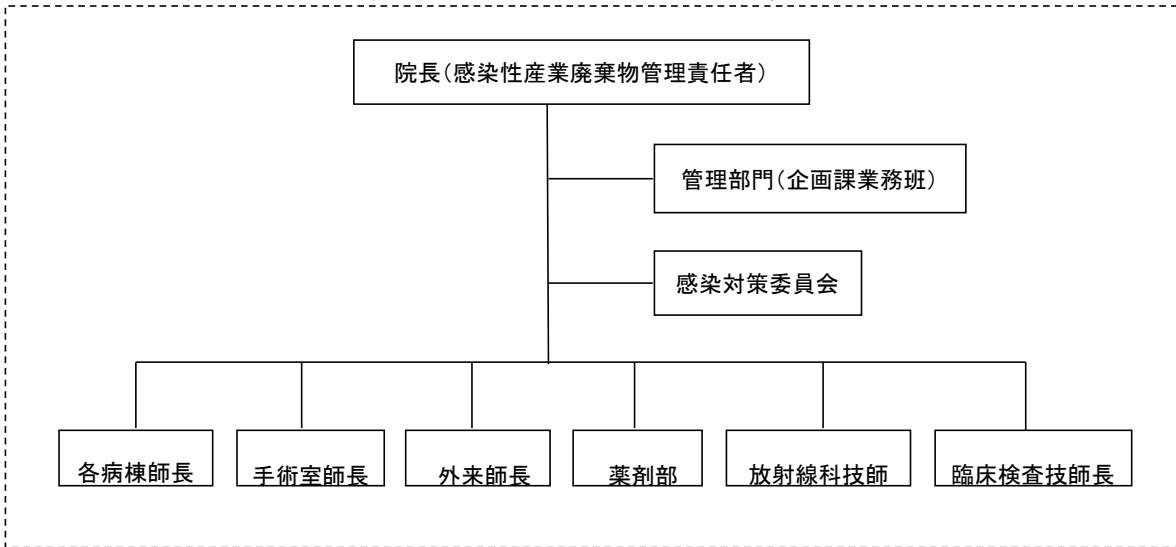 院長（感染性産業廃棄物管理責任者）
管理部門（企画課業務班）
感染対策委員会
各病棟師長
手術室師長
外来師長
薬剤部
放射線科技師
臨床検査技師長